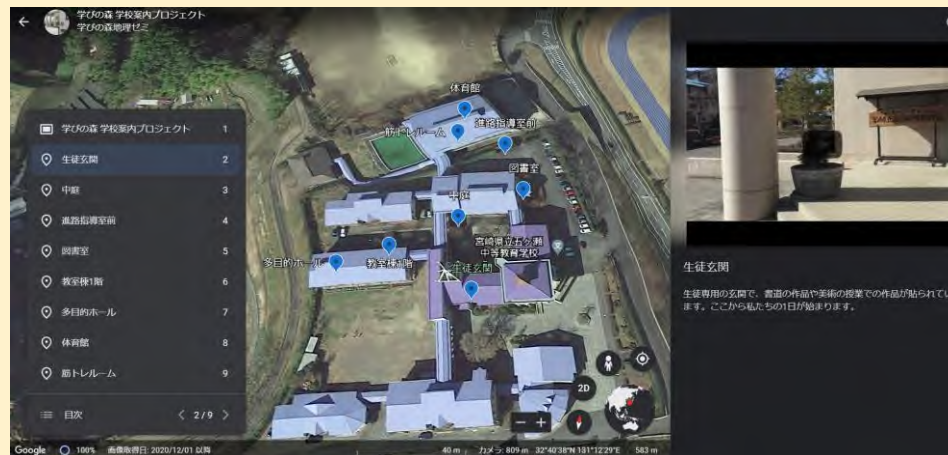 学びの森 学校案内プロジェクト
学びの森地理ゼミ
学びの森 学校案内プロジェクト 1
生徒玄関 2
中庭 3
進路指導室前 4
図書室 5
教室棟1階 6
多目的ホール 7
体育館 8
筋トレルーム 9
目次 2/9
体育館
筋トレルーム
進路指導室前
図書室
中庭
宮崎県立五ヶ瀬
中等教育学校
多目的ホール
教室棟1階
生徒玄関
2D
Google 100% 画像取得日: 2020/12/01 以降 40 m カメラ: 809 m 32°40'38"N 131°12'29"E 583 m
生徒玄関
生徒専用の玄関で、書道の作品や美術の授業での作品が貼られてい
ます。ここから私たちの1日が始まります。